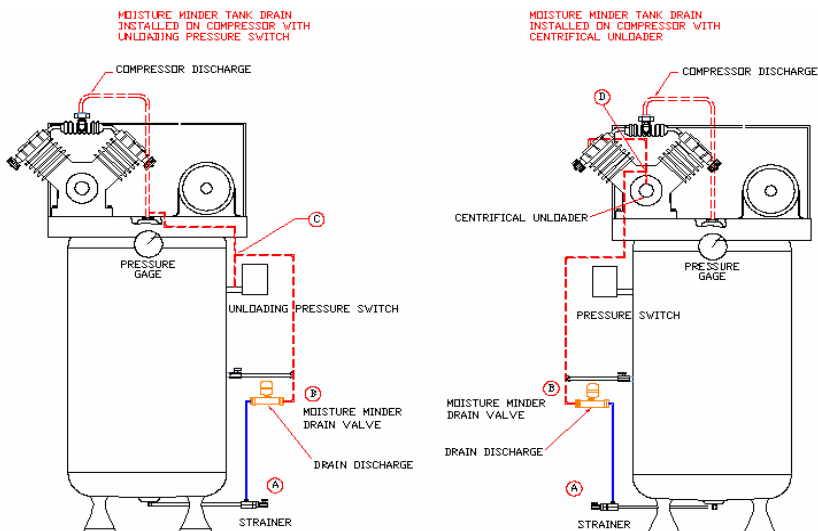 MOISTURE MINDER TANK DRAIN
INSTALLED ON COMPRESSOR WITH
UNLOADING PRESSURE SWITCH
COMPRESSOR DISCHARGE
C
PRESSURE
GAGE
UNLOADING PRESSURE SWITCH
B
MOISTURE MINDER
DRAIN VALVE
DRAIN DISCHARGE
A
STRAINER
MOISTURE MINDER TANK DRAIN
INSTALLED ON COMPRESSOR WITH
CENTRIFICAL UNLOADER
COMPRESSOR DISCHARGE
D
CENTRIFICAL UNLOADER
PRESSURE
GAGE
PRESSURE SWITCH
B
MOISTURE MINDER
DRAIN VALVE
DRAIN DISCHARGE
A
STRAINER